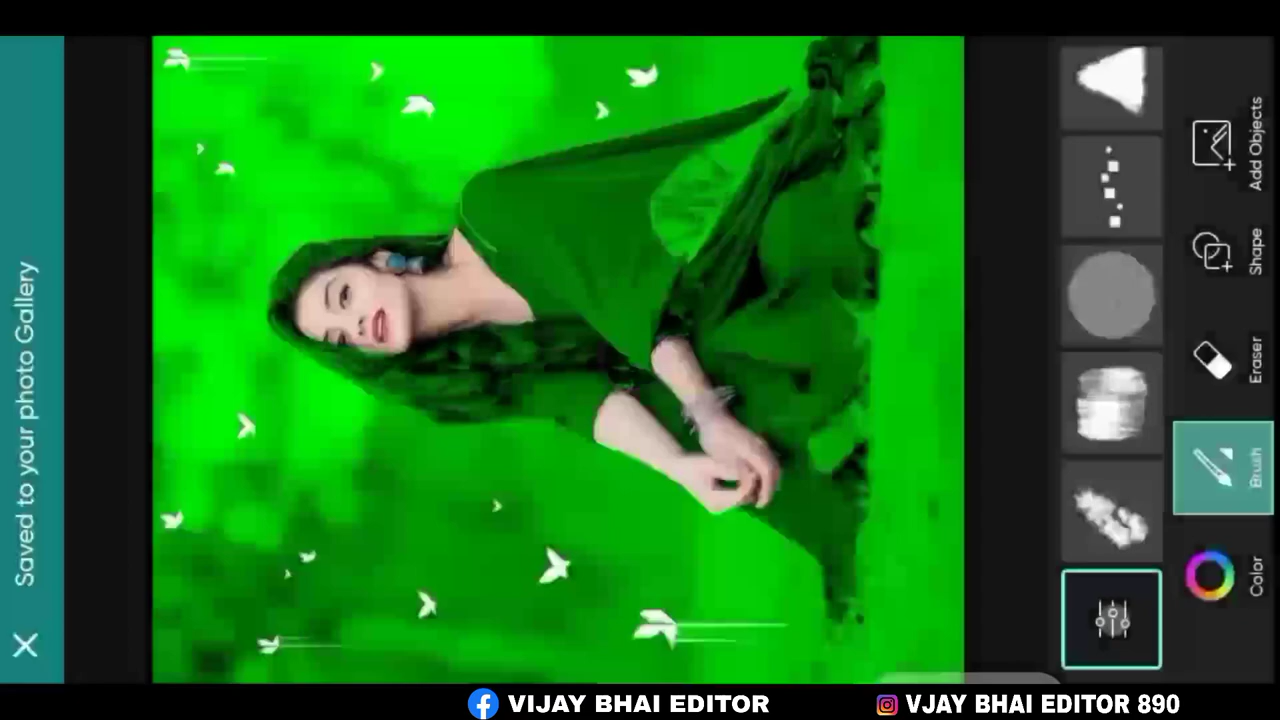 Saved to your photo Gallery
Add Objects
Shape
Eraser
Brush
Color
VIJAY BHAI EDITOR
VJAY BHAI EDITOR 890